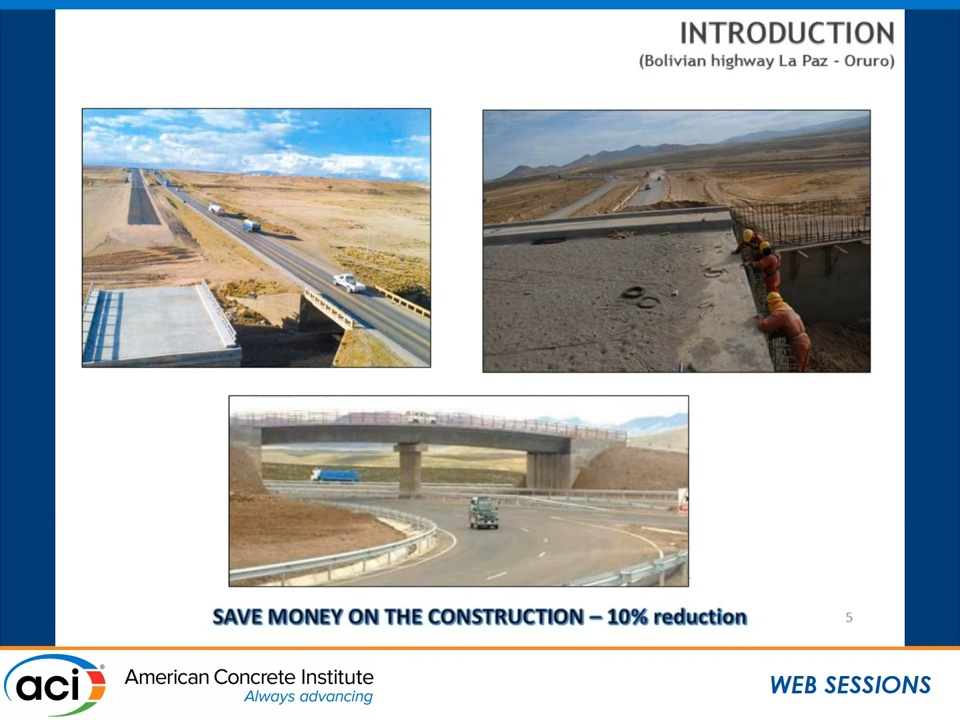 INTRODUCTION
(Bolivian highway La Paz - Oruro)
SAVE MONEY ON THE CONSTRUCTION – 10% reduction
5
aci®
American Concrete Institute
Always advancing
WEB SESSIONS